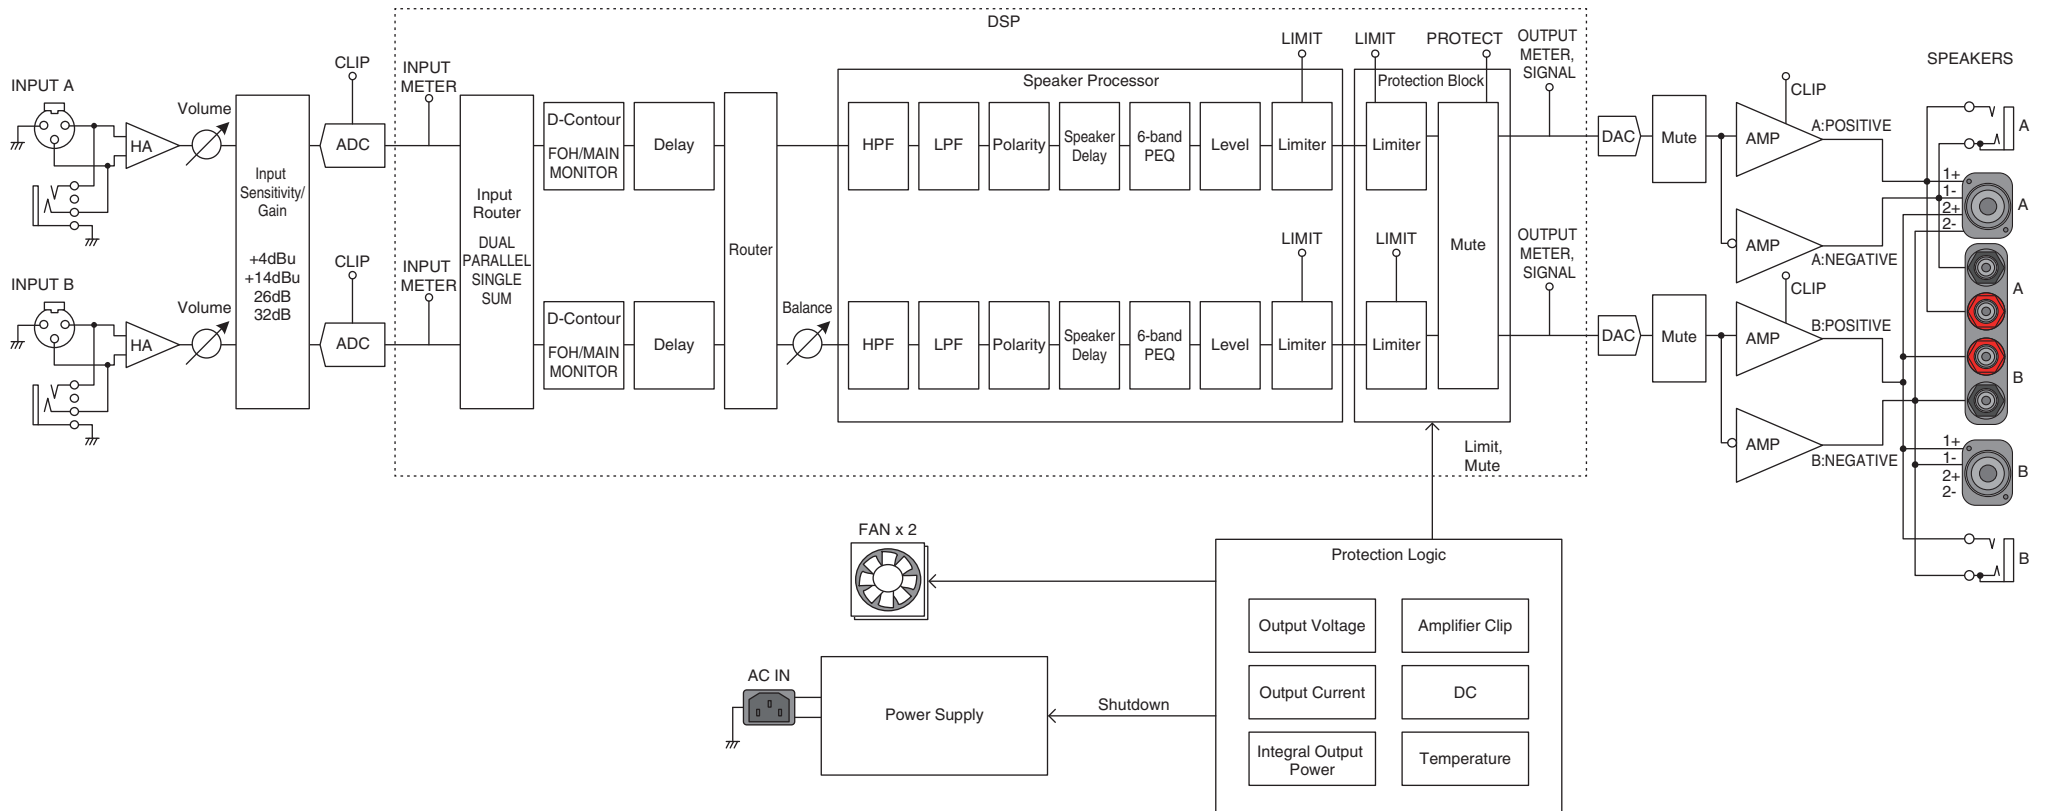 DSP
INPUT A
Volume
HA
Input
Sensitivity/
Gain
+4dBu
+14dBu
26dB
32dB
CLIP
ADC
INPUT
METER
Input
Router
DUAL
PARALLEL
SINGLE
SUM
D-Contour
FOH/MAIN
MONITOR
Delay
Router
Speaker Processor
HPF
LPF
Polarity
Speaker
Delay
6-band
PEQ
Level
Limiter
LIMIT
Protection Block
LIMIT
Limiter
PROTECT
Mute
OUTPUT
METER,
SIGNAL
DAC
Mute
AMP
CLIP
A:POSITIVE
AMP
A:NEGATIVE
INPUT B
Volume
HA
CLIP
ADC
INPUT
METER
D-Contour
FOH/MAIN
MONITOR
Delay
Balance
HPF
LPF
Polarity
Speaker
Delay
6-band
PEQ
Level
Limiter
LIMIT
LIMIT
Limiter
OUTPUT
METER,
SIGNAL
DAC
Mute
AMP
CLIP
B:POSITIVE
AMP
B:NEGATIVE
SPEAKERS
A
1+
1-
2+
2-
A
A
B
1+
1-
2+
2-
B
B
Limit,
Mute
FAN x 2
AC IN
Power Supply
Shutdown
Protection Logic
Output Voltage
Amplifier Clip
Output Current
DC
Integral Output
Power
Temperature